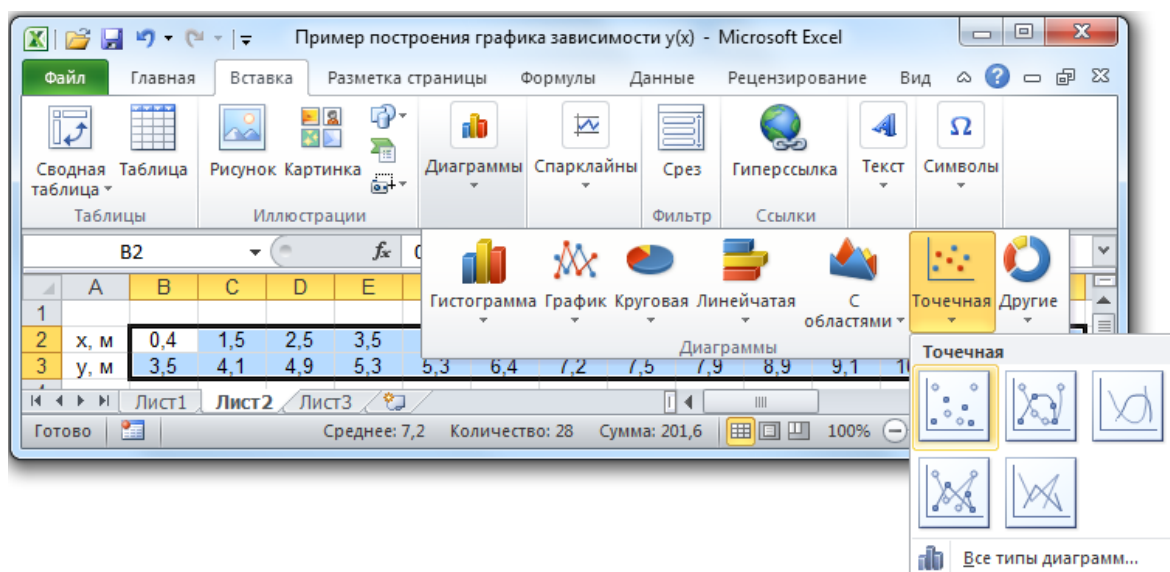 Пример построения графика зависимости y(x) - Microsoft Excel
Файл Главная Вставка Разметка страницы Формулы Данные Рецензирование Вид
Сводная таблица Таблица Рисунок Картинка Диаграммы Спарклайны Срез Гиперссылка Текст Символы
Таблицы Иллюстрации Фильтр Ссылки
B2 fx
Гистограмма График Круговая Линейчатая С областями Точечная Другие
Диаграммы
A B C D E
1
2 х, м 0,4 1,5 2,5 3,5
3 у, м 3,5 4,1 4,9 5,3 5,3 6,4 7,2 7,5 7,9 8,9 9,1
Точечная
Лист1 Лист2 Лист3
Готово Среднее: 7,2 Количество: 28 Сумма: 201,6 100%
Все типы диаграмм...